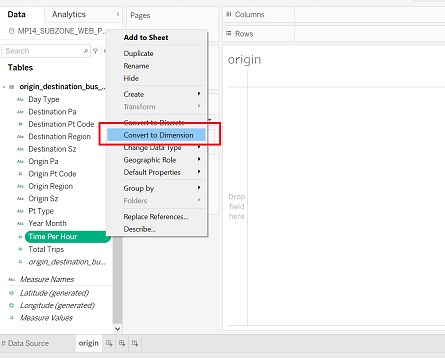 Data
Analytics
Pages
Columns
Rows
MP14_SUBZONE_WEB_P...
Search
Tables
origin_destination_bus_...
Day Type
Destination Pa
Destination Pt Code
Destination Region
Destination Sz
Origin Pa
Origin Pt Code
Origin Region
Origin Sz
Pt Type
Year Month
Time Per Hour
Total Trips
origin_destination_bu...
Measure Names
Latitude (generated)
Longitude (generated)
Measure Values
Add to Sheet
Duplicate
Rename
Hide
Create
Transform
Convert to Discrete
Convert to Dimension
Change Data Type
Geographic Role
Default Properties
Group by
Folders
Replace References...
Describe...
origin
Drop
field
here
Data Source
origin